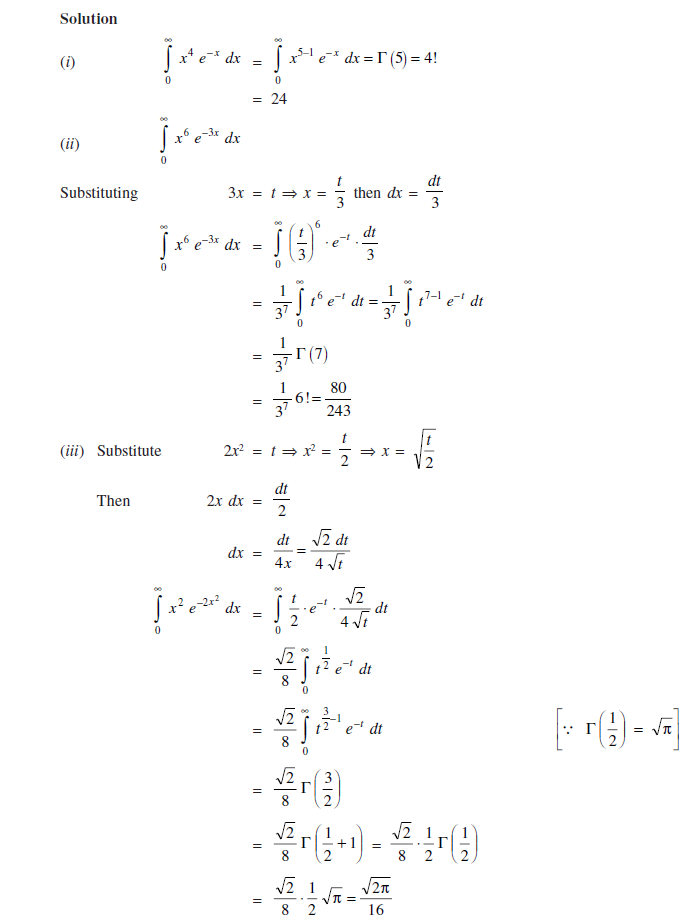 Solution
(i) ∫₀^∞ x⁴ e⁻ˣ dx = ∫₀^∞ x⁵⁻¹ e⁻ˣ dx = Γ(5) = 4!
= 24
(ii) ∫₀^∞ x⁶ e⁻³ˣ dx
Substituting 3x = t ⇒ x = t/3 then dx = dt/3
∫₀^∞ x⁶ e⁻³ˣ dx = ∫₀^∞ (t/3)⁶ · e⁻ᵗ · dt/3
= 1/3⁷ ∫₀^∞ t⁶ e⁻ᵗ dt = 1/3⁷ ∫₀^∞ t⁷⁻¹ e⁻ᵗ dt
= 1/3⁷ Γ(7)
= 1/3⁷ 6! = 80/243
(iii) Substitute 2x² = t ⇒ x² = t/2 ⇒ x = √(t/2)
Then 2x dx = dt/2
dx = dt/4x = √2 dt/4√t
∫₀^∞ x² e^(−2x²) dx = ∫₀^∞ t/2 · e⁻ᵗ · √2/4√t dt
= √2/8 ∫₀^∞ t^(1/2) e⁻ᵗ dt
= √2/8 ∫₀^∞ t^(3/2−1) e⁻ᵗ dt [∵ Γ(1/2) = √π]
= √2/8 Γ(3/2)
= √2/8 Γ(1/2 + 1) = √2/8 · 1/2 Γ(1/2)
= √2/8 · 1/2 √π = √(2π)/16